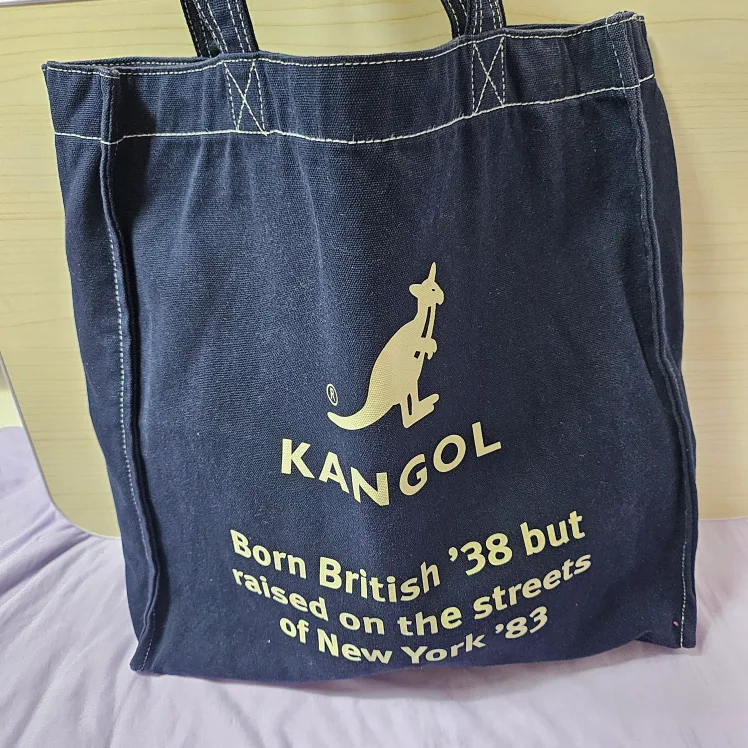 ®
KANGOL
Born British ’38 but
raised on the streets
of New York ’83